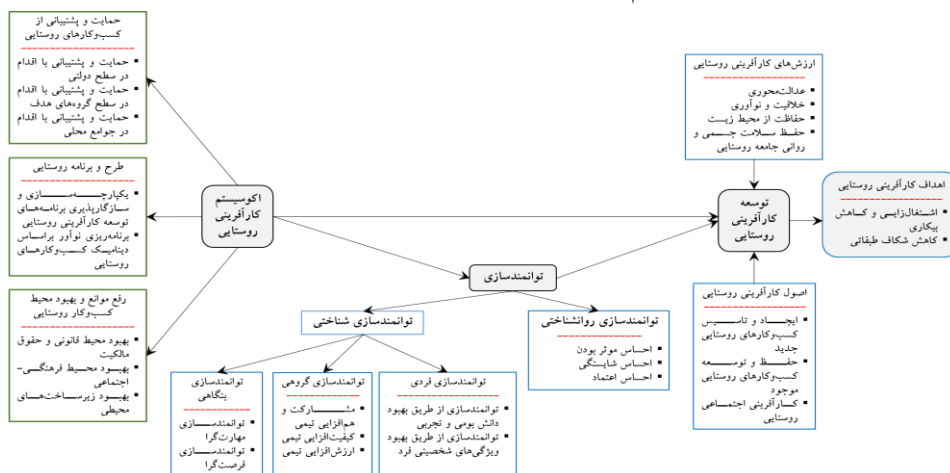 حمایت و پشتیبانی از
کسب‌وکارهای روستایی
حمایت و پشتیبانی با اقدام
در سطح دولتی
حمایت و پشتیبانی با اقدام
در سطح گروه‌های هدف
حمایت و پشتیبانی با اقدام
در جوامع محلی
طرح و برنامه روستایی
یکپارچه‌سازی و
سازگارپذیری برنامه‌های
توسعه کارآفرینی روستایی
برنامه‌ریزی نوآور براساس
دینامیک کسب‌وکارهای
روستایی
رفع موانع و بهبود محیط
کسب‌وکار روستایی
بهبود محیط قانونی و حقوق
مالکیت
بهبود محیط فرهنگی-
اجتماعی
بهبود زیرساخت‌های
محیطی
اکوسیستم
کارآفرینی
روستایی
توانمندسازی
توانمندسازی شناختی
توانمندسازی روانشناختی
احساس موثر بودن
احساس شایستگی
احساس اعتماد
توانمندسازی فردی
توانمندسازی از طریق بهبود
دانش بومی و تجربی
توانمندسازی از طریق بهبود
ویژگی‌های شخصیتی فرد
توانمندسازی گروهی
مشارکت و
هم‌افزایی تیمی
کیفیت‌افزایی تیمی
ارزش‌افزایی تیمی
توانمندسازی
بنگاهی
توانمندسازی
مهارت‌گرا
توانمندسازی
فرصت‌گرا
ارزش‌های کارآفرینی روستایی
عدالت‌محوری
خلاقیت و نوآوری
حفاظت از محیط زیست
حفظ سلامت جسمی و
روانی جامعه روستایی
توسعه
کارآفرینی
روستایی
اهداف کارآفرینی روستایی
اشتغال‌زایی و کاهش
بیکاری
کاهش شکاف طبقاتی
اصول کارآفرینی روستایی
ایجاد و تاسیس
کسب‌وکارهای روستایی
جدید
حفظ و توسعه
کسب‌وکارهای روستایی
موجود
کارآفرینی اجتماعی
روستایی